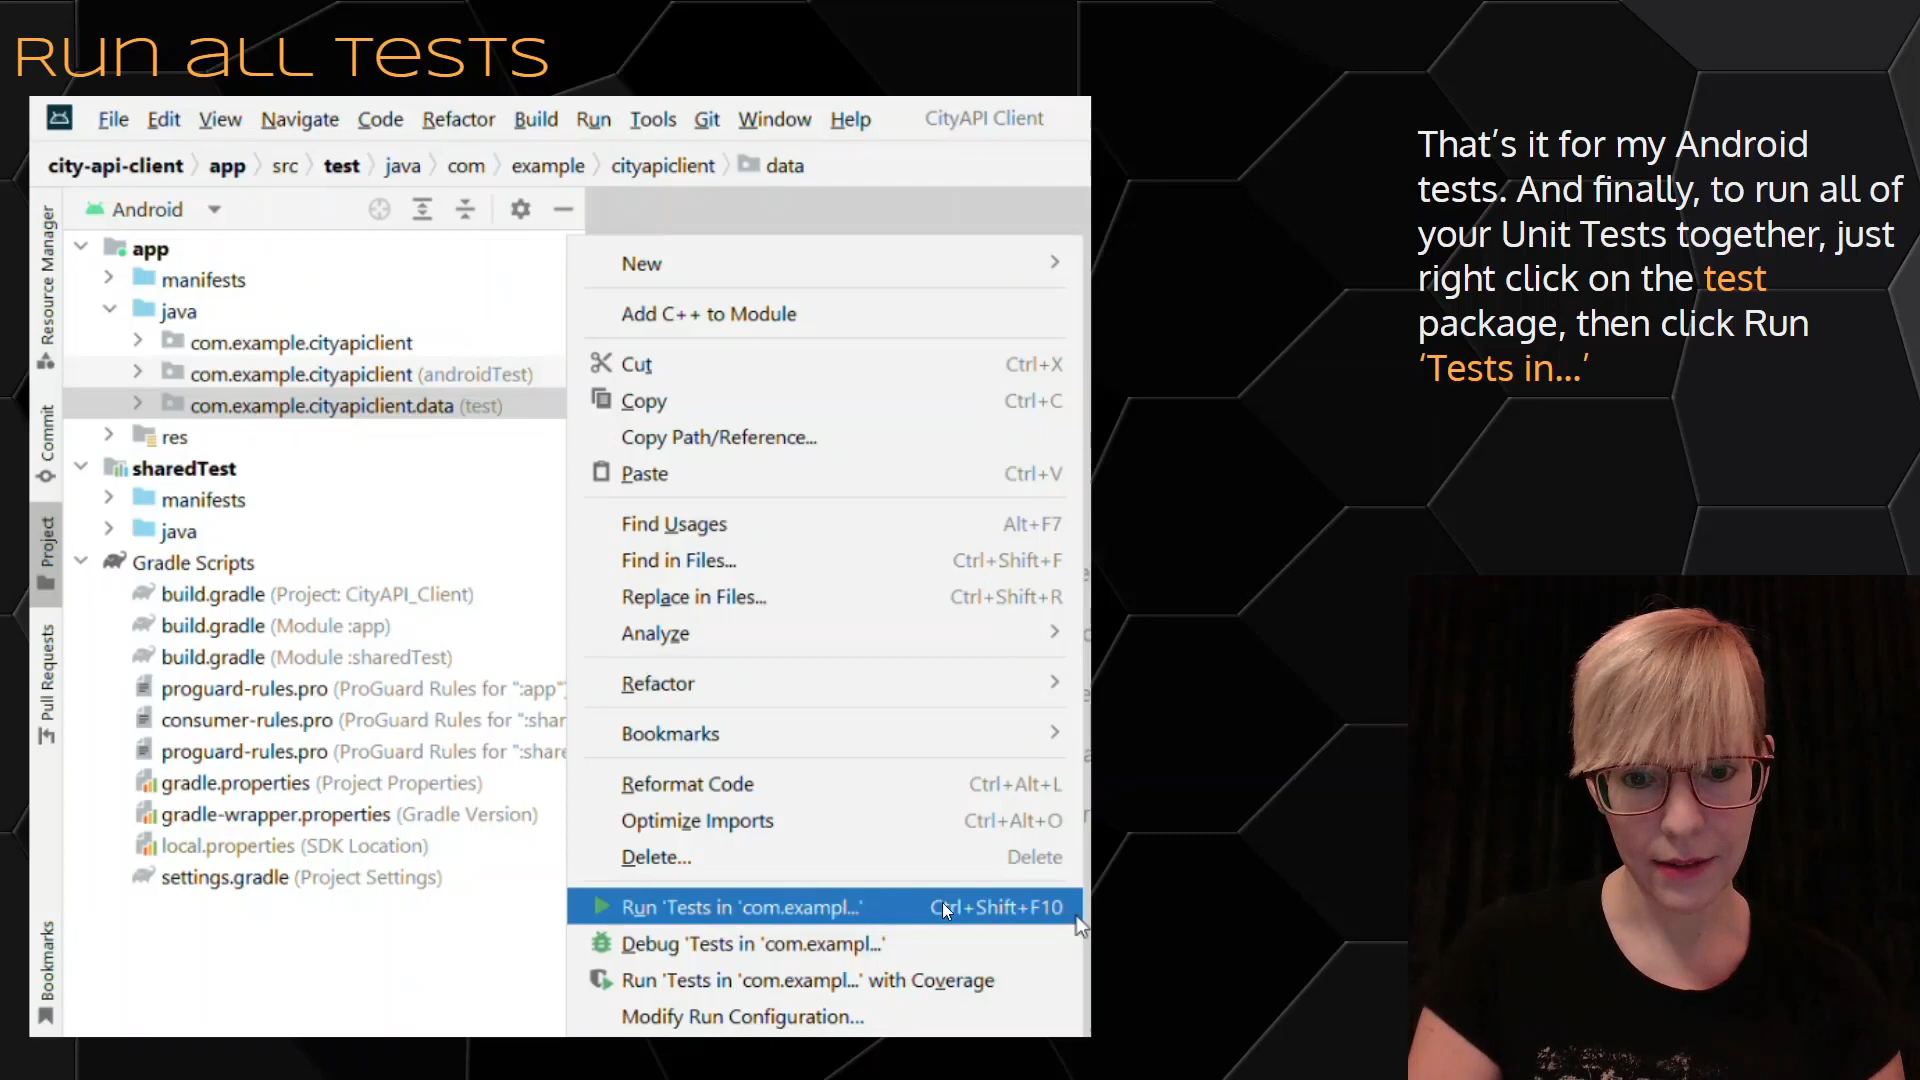 Run all Tests
File Edit View Navigate Code Refactor Build Run Tools Git Window Help CityAPI Client
city-api-client app src test java com example cityapiclient data
Android
Resource Manager
Commit
Project
Pull Requests
Bookmarks
app
manifests
java
com.example.cityapiclient
com.example.cityapiclient (androidTest)
com.example.cityapiclient.data (test)
res
sharedTest
manifests
java
Gradle Scripts
build.gradle (Project: CityAPI_Client)
build.gradle (Module :app)
build.gradle (Module :sharedTest)
proguard-rules.pro (ProGuard Rules for ":app"
consumer-rules.pro (ProGuard Rules for ":shar
proguard-rules.pro (ProGuard Rules for ":share
gradle.properties (Project Properties)
gradle-wrapper.properties (Gradle Version)
local.properties (SDK Location)
settings.gradle (Project Settings)
New
Add C++ to Module
Cut Ctrl+X
Copy Ctrl+C
Copy Path/Reference...
Paste Ctrl+V
Find Usages Alt+F7
Find in Files... Ctrl+Shift+F
Replace in Files... Ctrl+Shift+R
Analyze
Refactor
Bookmarks
Reformat Code Ctrl+Alt+L
Optimize Imports Ctrl+Alt+O
Delete... Delete
Run 'Tests in 'com.exampl...' Ctrl+Shift+F10
Debug 'Tests in 'com.exampl...'
Run 'Tests in 'com.exampl...' with Coverage
Modify Run Configuration...
That's it for my Android
tests. And finally, to run all of
your Unit Tests together, just
right click on the test
package, then click Run
‘Tests in…’